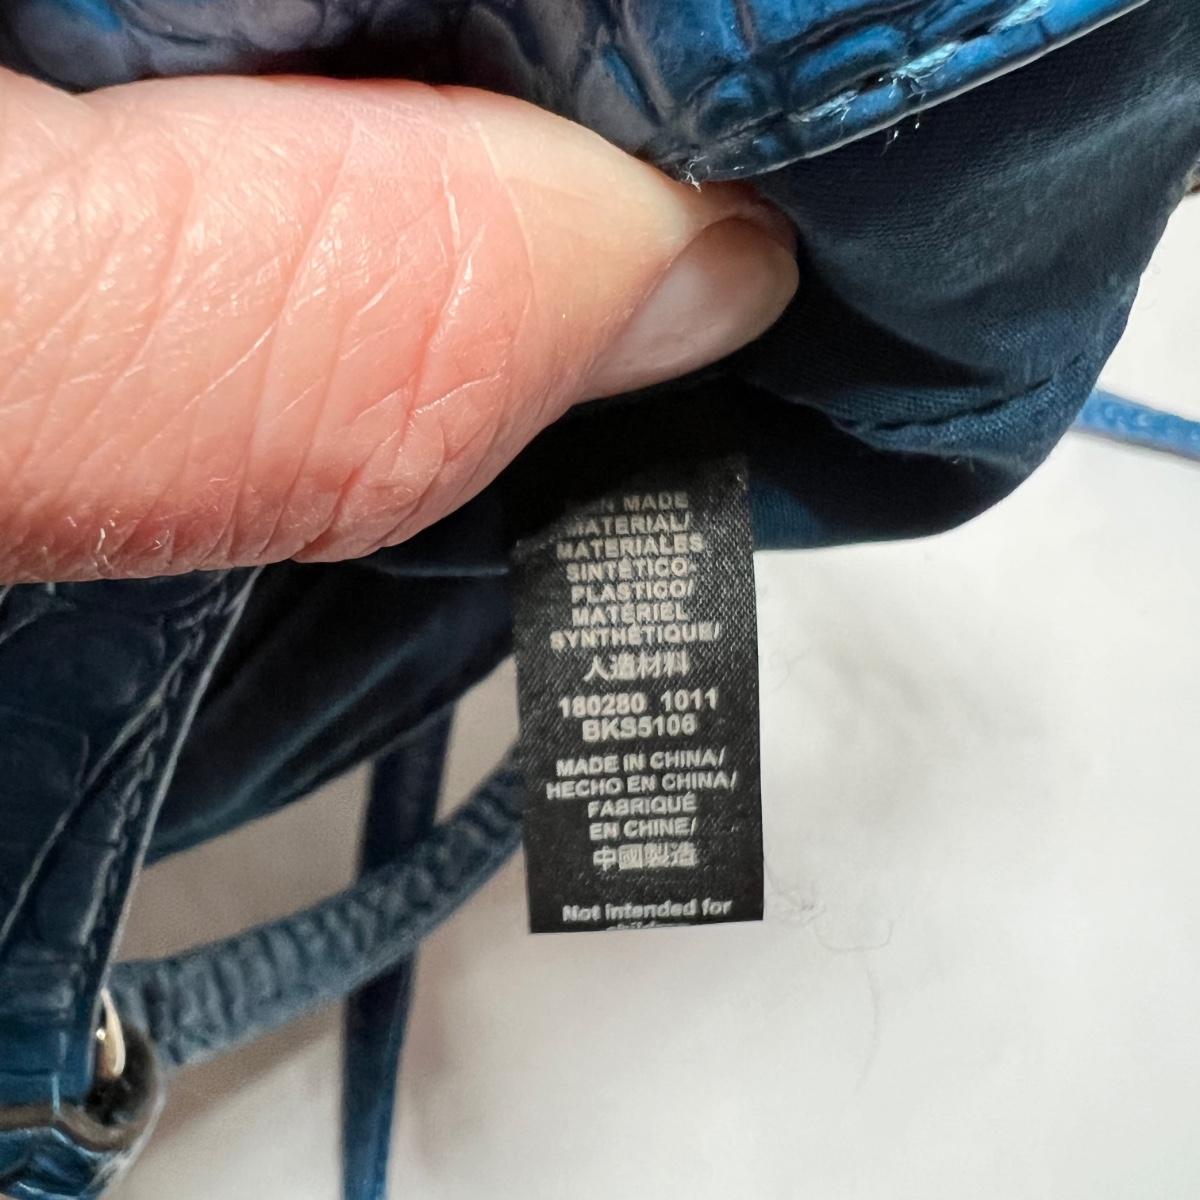 MADE
MATERIAL/
MATERIALES
SINTÉTICO-
PLASTICO/
MATÉRIEL
SYNTHÉTIQUE/
人造材料
180280 1011
BKS5106
MADE IN CHINA/
HECHO EN CHINA/
FABRIQUÉ
EN CHINE/
中國製造
Not intended for